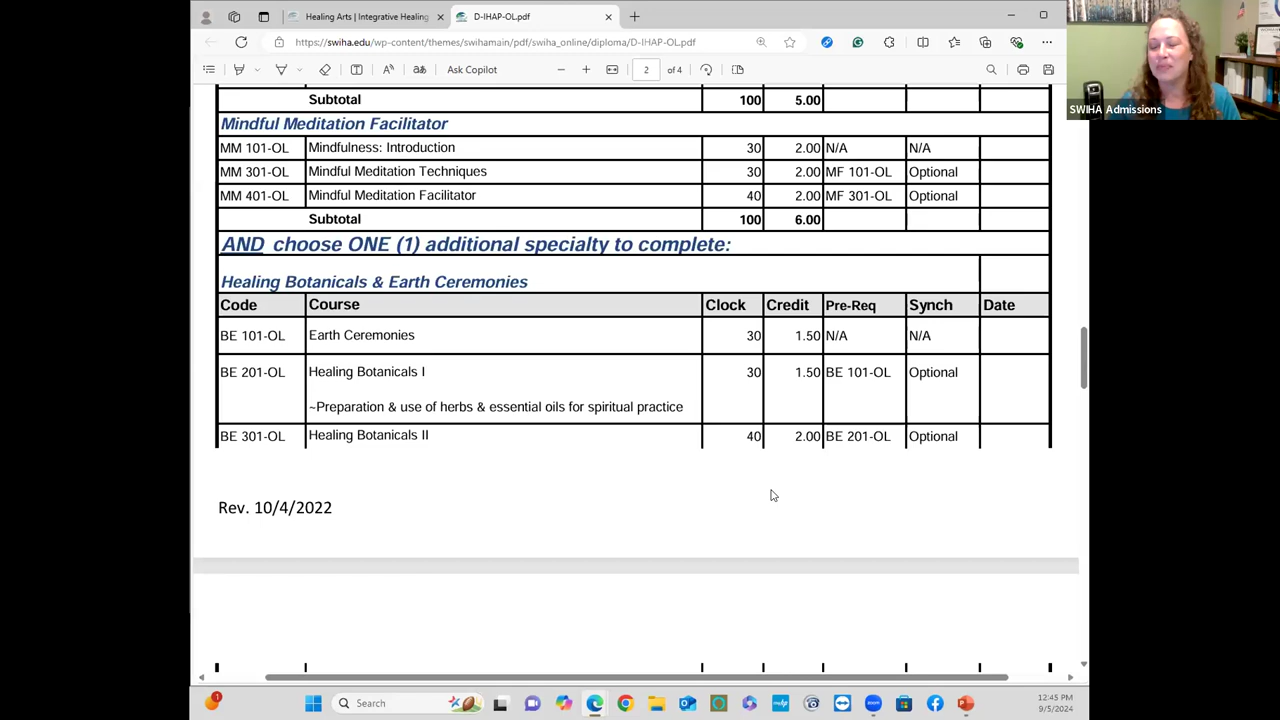 Healing Arts | Integrative Healing
D-IHAP-OL.pdf
https://swiha.edu/wp-content/themes/swihamain/pdf/swiha_online/diploma/D-IHAP-OL.pdf
Ask Copilot
2 of 4
SWIHA Admissions
Subtotal 100 5.00
Mindful Meditation Facilitator
MM 101-OL Mindfulness: Introduction 30 2.00 N/A N/A
MM 301-OL Mindful Meditation Techniques 30 2.00 MF 101-OL Optional
MM 401-OL Mindful Meditation Facilitator 40 2.00 MF 301-OL Optional
Subtotal 100 6.00
AND choose ONE (1) additional specialty to complete:
Healing Botanicals & Earth Ceremonies
Code Course Clock Credit Pre-Req Synch Date
BE 101-OL Earth Ceremonies 30 1.50 N/A N/A
BE 201-OL Healing Botanicals I 30 1.50 BE 101-OL Optional
~Preparation & use of herbs & essential oils for spiritual practice
BE 301-OL Healing Botanicals II 40 2.00 BE 201-OL Optional
Rev. 10/4/2022
1
Search
zoom
12:45 PM
9/5/2024